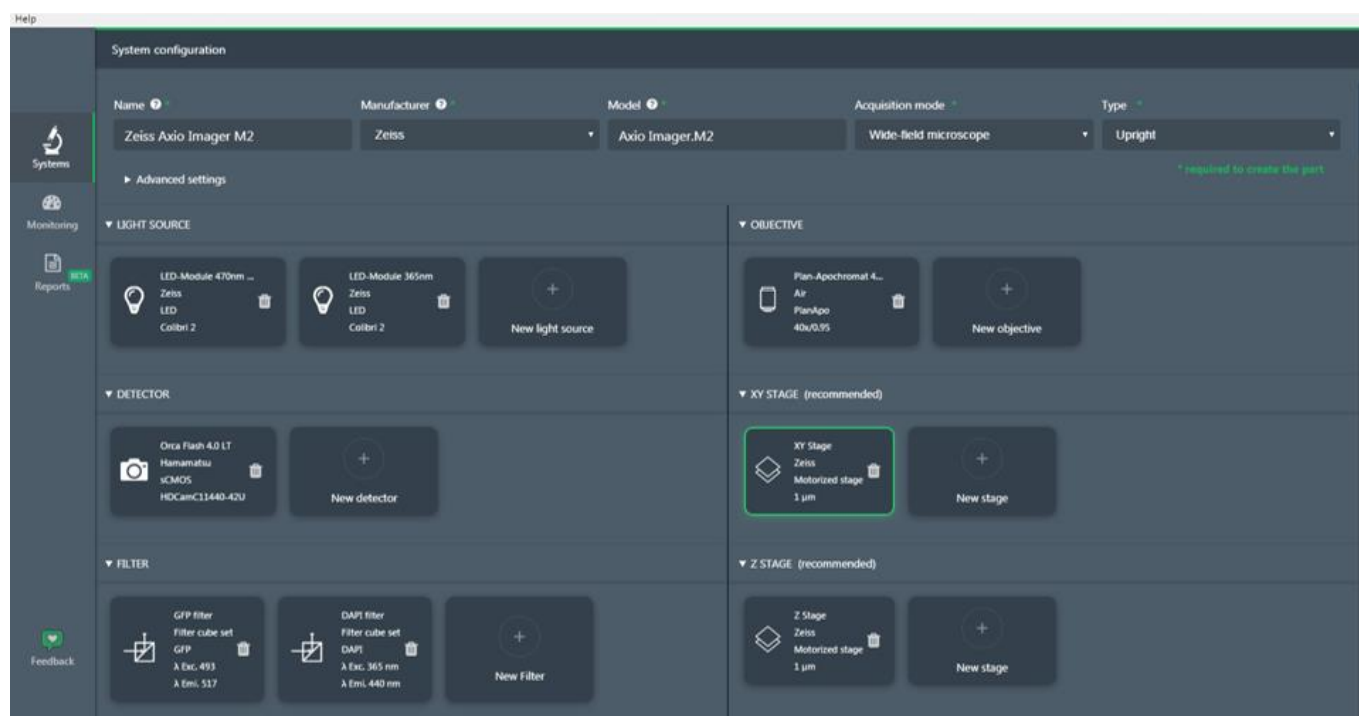 Help
System configuration
Name ? *
Manufacturer ? *
Model ? *
Acquisition mode *
Type *
Zeiss Axio Imager M2
Zeiss
Axio Imager.M2
Wide-field microscope
Upright
* required to create the part
▶ Advanced settings
Systems
Monitoring
Reports
BETA
Feedback
▼ LIGHT SOURCE
LED-Module 470nm ...
Zeiss
LED
Colibri 2
LED-Module 365nm
Zeiss
LED
Colibri 2
+
New light source
▼ OBJECTIVE
Plan-Apochromat 4...
Air
PlanApo
40x/0.95
+
New objective
▼ DETECTOR
Orca Flash 4.0 LT
Hamamatsu
sCMOS
HDCamC11440-42U
+
New detector
▼ XY STAGE (recommended)
XY Stage
Zeiss
Motorized stage
1 µm
+
New stage
▼ FILTER
GFP filter
Filter cube set
GFP
λ Exc. 493
λ Emi. 517
DAPI filter
Filter cube set
DAPI
λ Exc. 365 nm
λ Emi. 440 nm
+
New Filter
▼ Z STAGE (recommended)
Z Stage
Zeiss
Motorized stage
1 µm
+
New stage